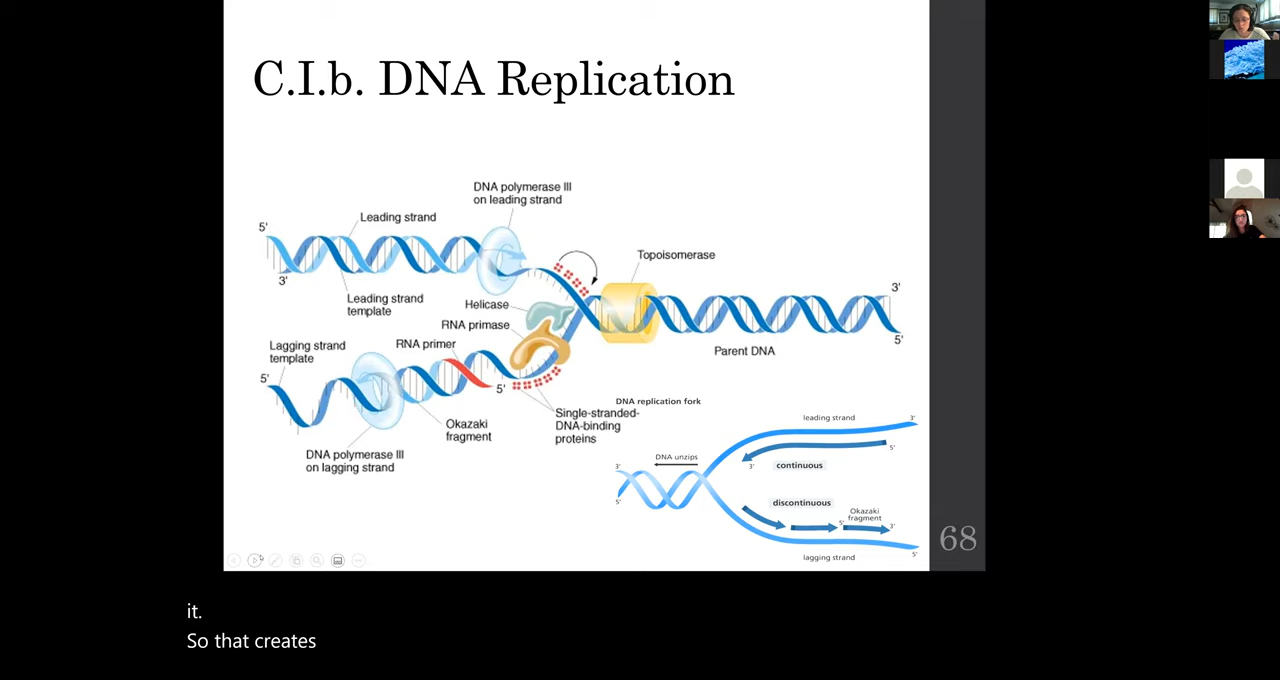 C.I.b. DNA Replication
DNA polymerase III
on leading strand
5'
Leading strand
3'
Leading strand
template
Topoisomerase
Helicase
RNA primase
RNA primer
Lagging strand
template
5'
5'
3'
5'
Parent DNA
Okazaki
fragment
Single-stranded-
DNA-binding
proteins
DNA polymerase III
on lagging strand
DNA replication fork
leading strand
3'
DNA unzips
3'
5'
3'
5'
continuous
discontinuous
Okazaki
fragment
5'
3'
lagging strand
5'
68
it.
So that creates